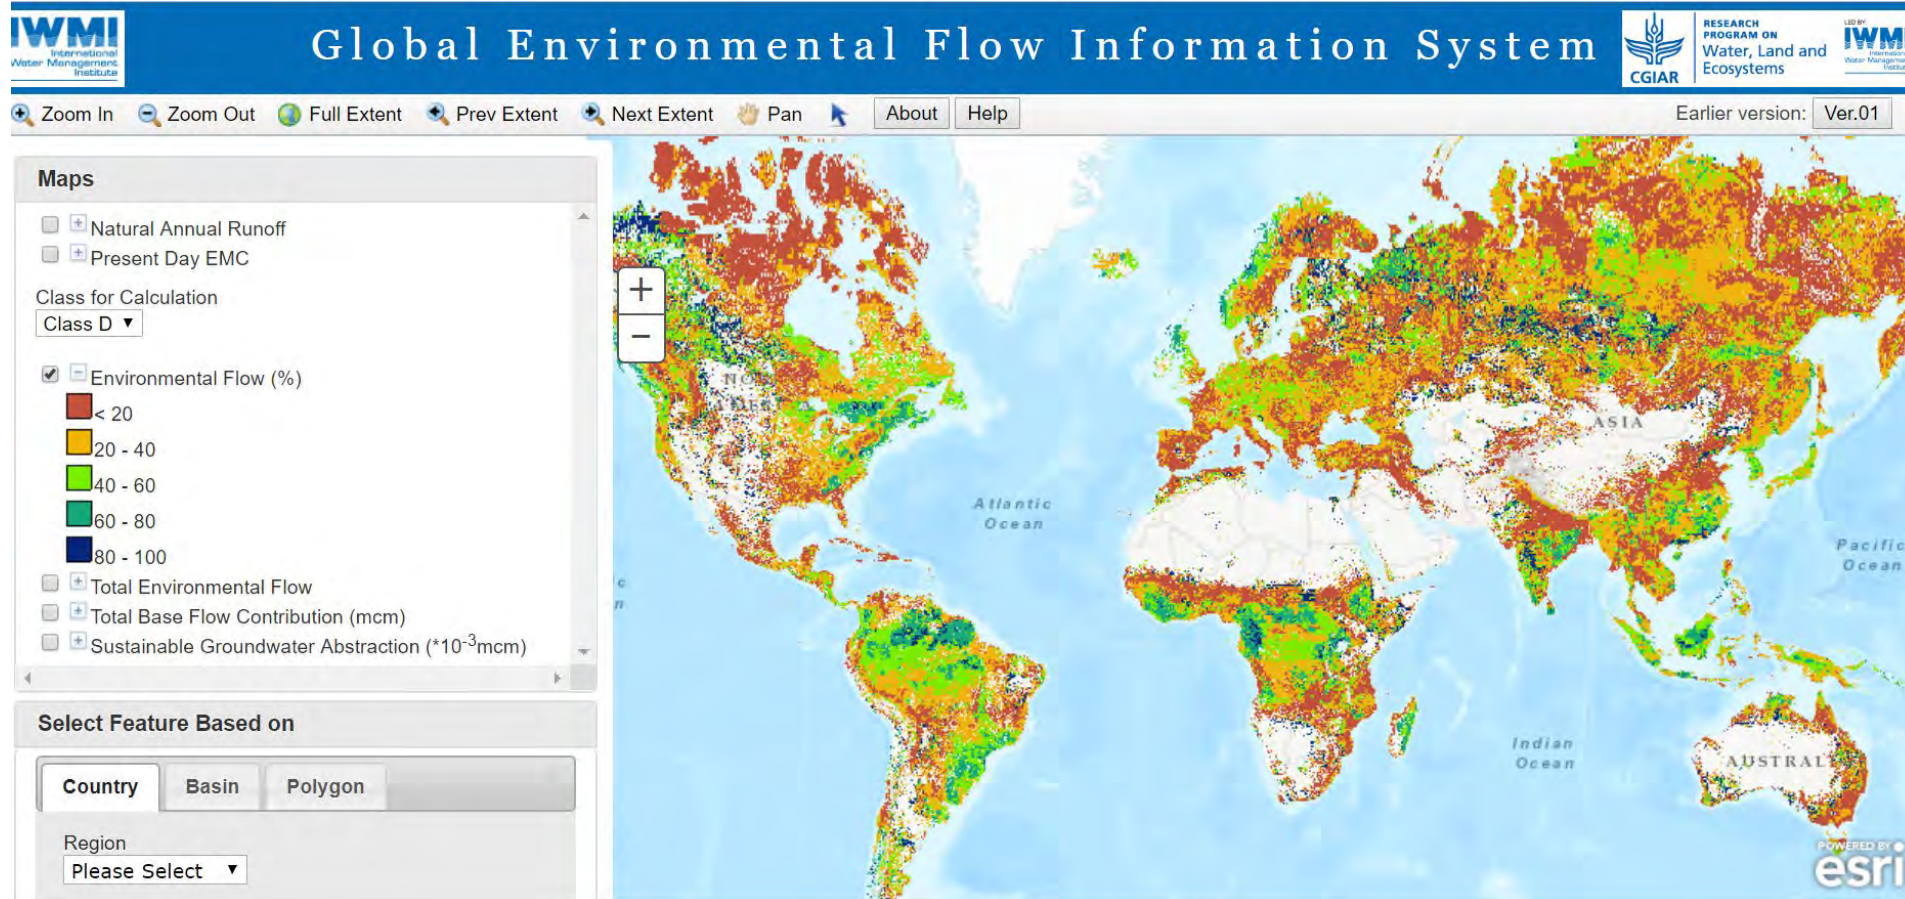 IWMI
International
Water Management
Institute
Global Environmental Flow Information System
CGIAR
RESEARCH
PROGRAM ON
Water, Land and
Ecosystems
LED BY
IWMI
Zoom In
Zoom Out
Full Extent
Prev Extent
Next Extent
Pan
About
Help
Earlier version:
Ver.01
Maps
Natural Annual Runoff
Present Day EMC
Class for Calculation
Class D
Environmental Flow (%)
< 20
20 - 40
40 - 60
60 - 80
80 - 100
Total Environmental Flow
Total Base Flow Contribution (mcm)
Sustainable Groundwater Abstraction (*10-3mcm)
Select Feature Based on
Country
Basin
Polygon
Region
Please Select
+
−
ASIA
Atlantic
Ocean
Pacific
Ocean
Indian
Ocean
AUSTRAL
POWERED BY
esri